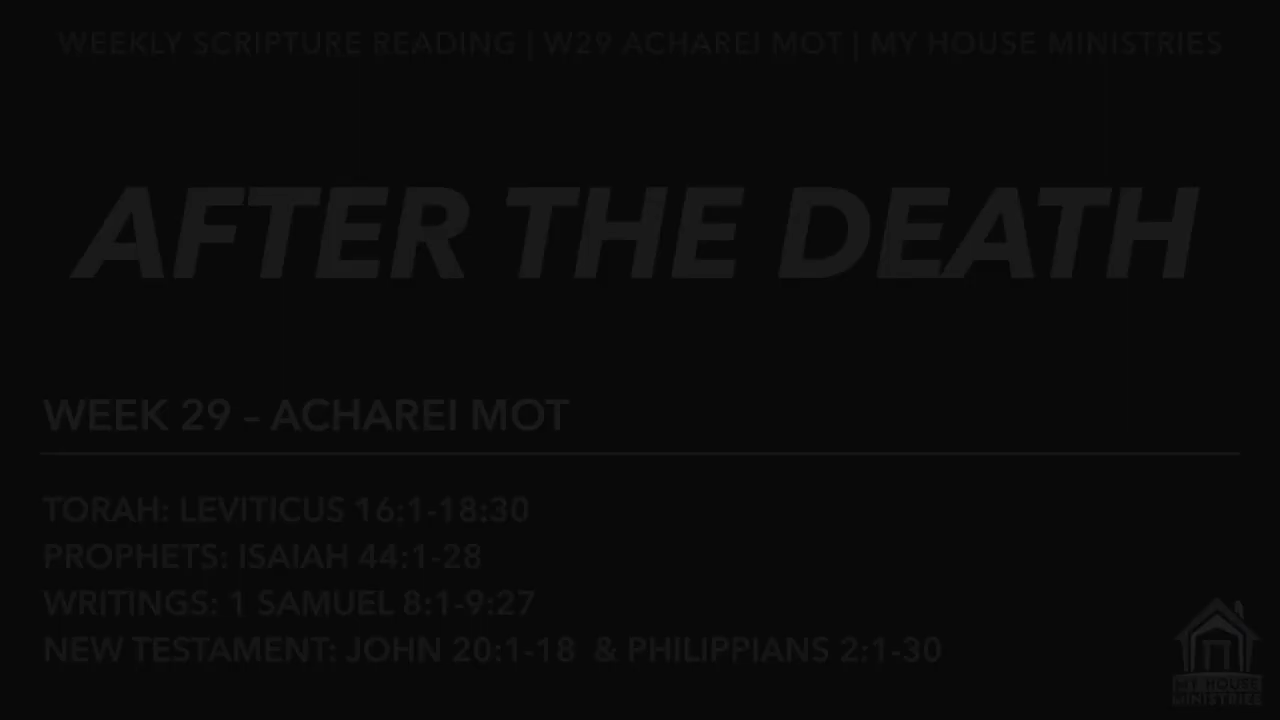 WEEKLY SCRIPTURE READING | W29 ACHAREI MOT | MY HOUSE MINISTRIES
AFTER THE DEATH
WEEK 29 – ACHAREI MOT
TORAH: LEVITICUS 16:1-18:30
PROPHETS: ISAIAH 44:1-28
WRITINGS: 1 SAMUEL 8:1-9:27
NEW TESTAMENT: JOHN 20:1-18 & PHILIPPIANS 2:1-30
MY HOUSE
MINISTRIES